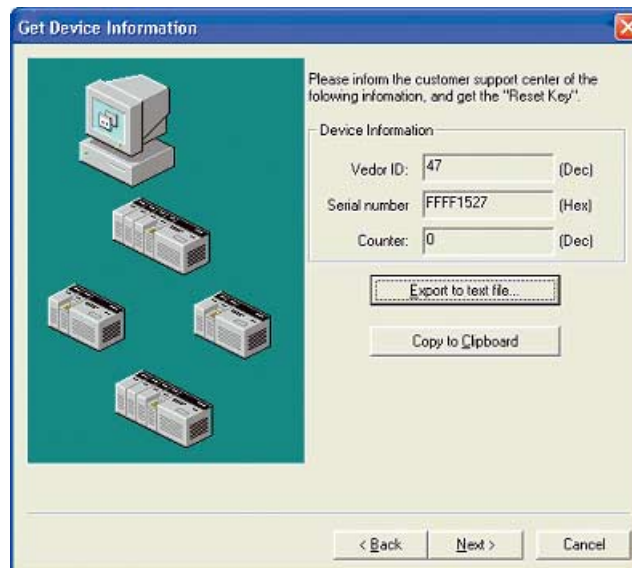 Get Device Information
Please inform the customer support center of the
folowing infomation, and get the "Reset Key".
Device Information
Vedor ID: 47 (Dec)
Serial number FFFF1527 (Hex)
Counter: 0 (Dec)
Export to text file...
Copy to Clipboard
< Back Next > Cancel